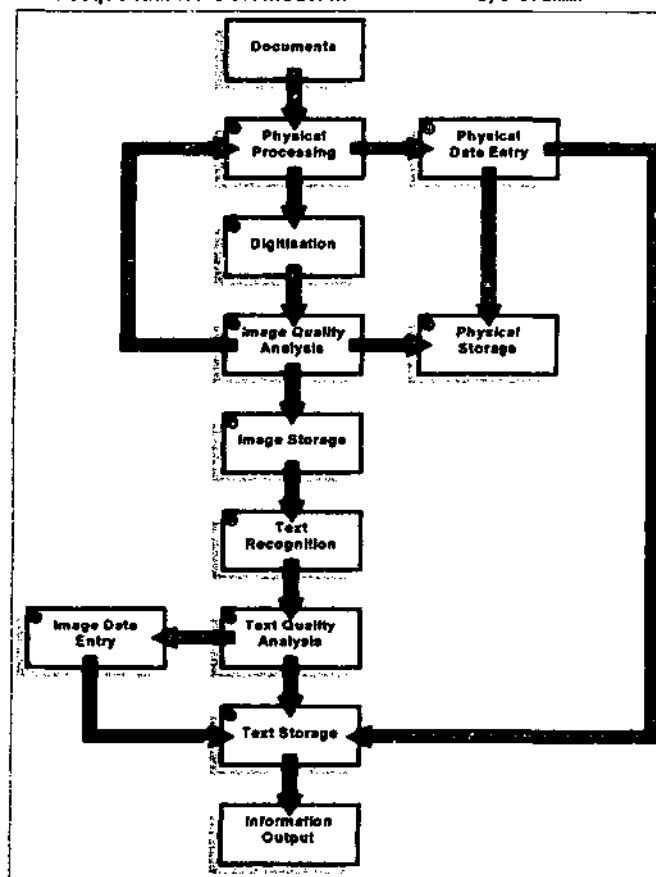 Documents
Physical
Processing
Physical
Data Entry
Digitisation
Image Quality
Analysis
Physical
Storage
Image Storage
Text
Recognition
Image Data
Entry
Text Quality
Analysis
Text Storage
Information
Output